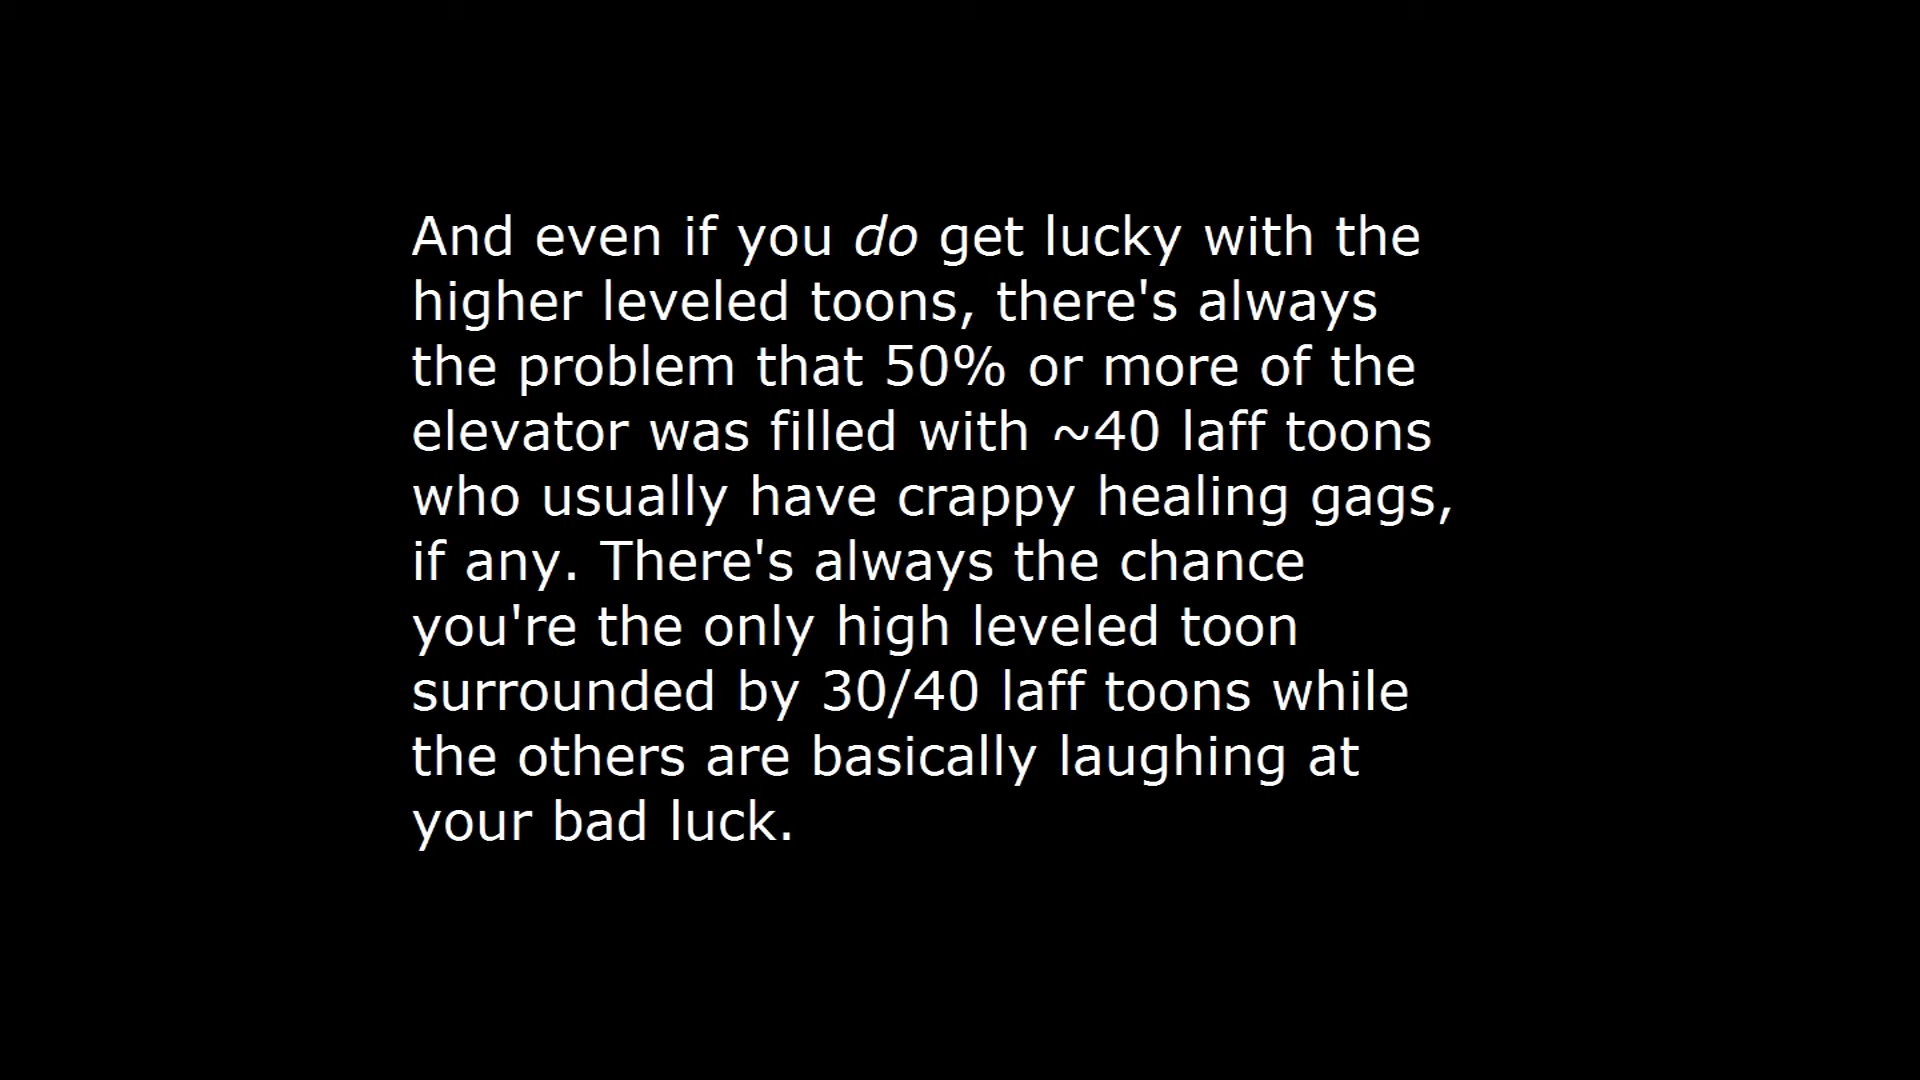 And even if you do get lucky with the
higher leveled toons, there's always
the problem that 50% or more of the
elevator was filled with ~40 laff toons
who usually have crappy healing gags,
if any. There's always the chance
you're the only high leveled toon
surrounded by 30/40 laff toons while
the others are basically laughing at
your bad luck.